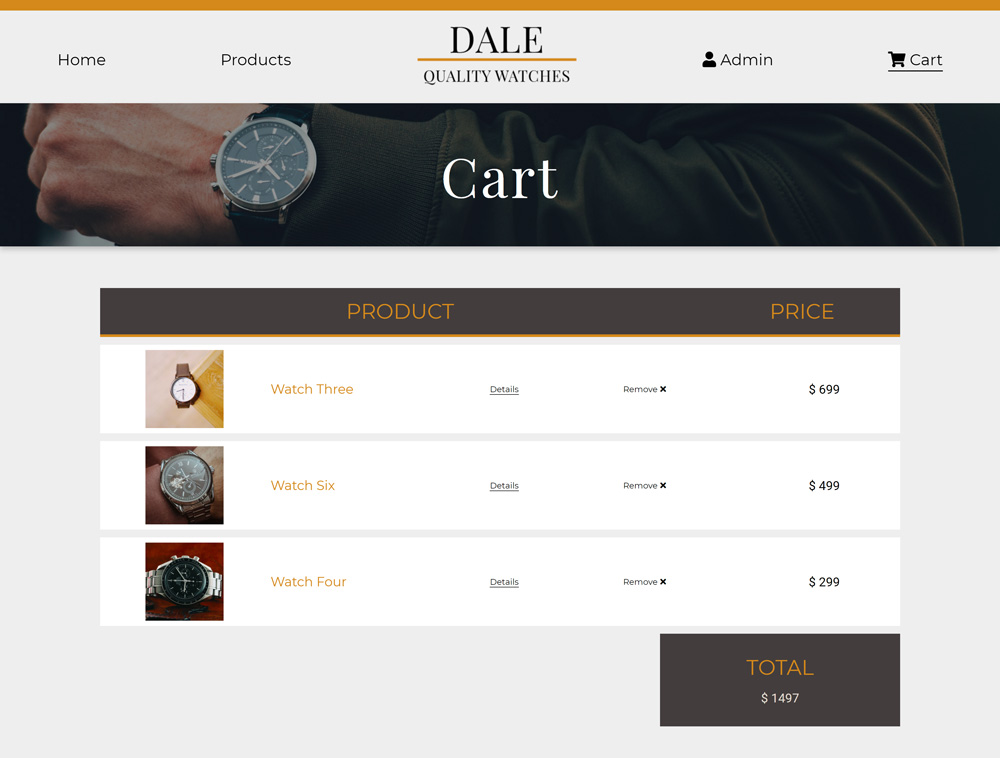 Home
Products
DALE
QUALITY WATCHES
Admin
Cart
Cart
PRODUCT
PRICE
Watch Three
Details
Remove
$ 699
Watch Six
Details
Remove
$ 499
Watch Four
Details
Remove
$ 299
TOTAL
$ 1497